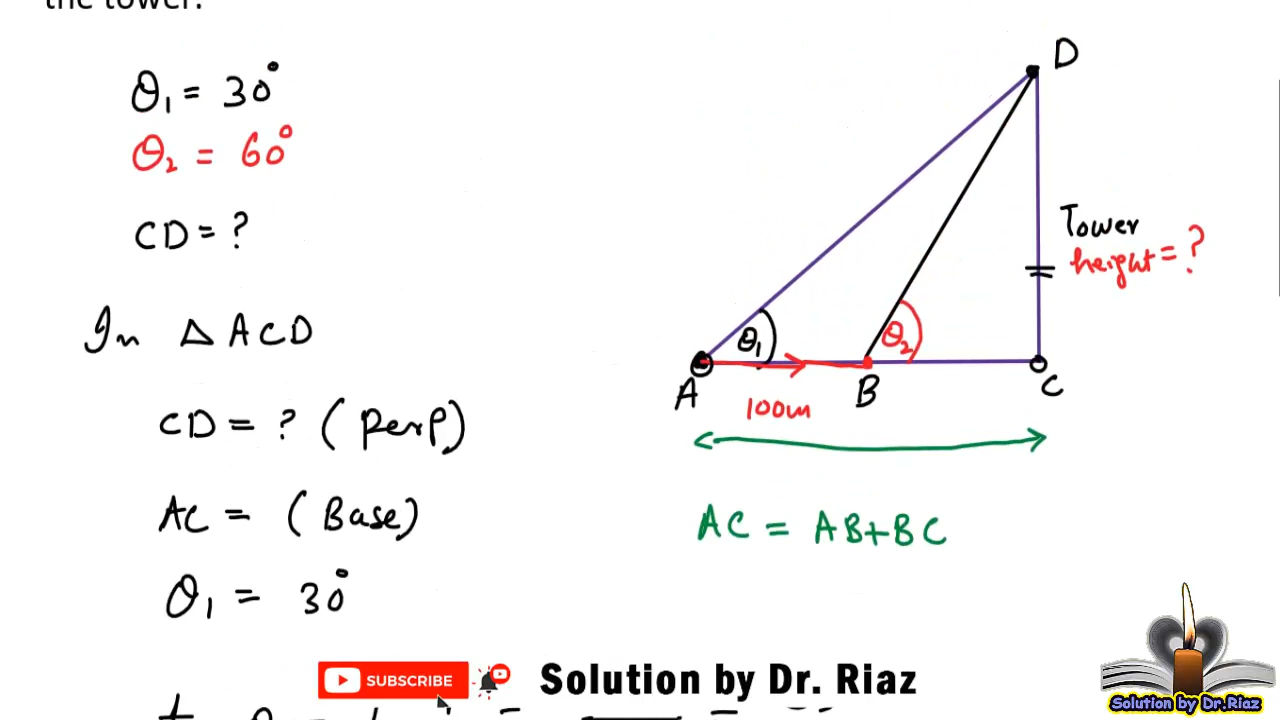 the tower.
θ₁ = 30°
θ₂ = 60°
CD = ?
In △ ACD
CD = ? (Perp)
AC = (Base)
θ₁ = 30°
D
Tower
height = ?
θ₁
θ₂
A
B
C
100m
AC = AB+BC
SUBSCRIBE
Solution by Dr. Riaz
Solution by Dr.Riaz